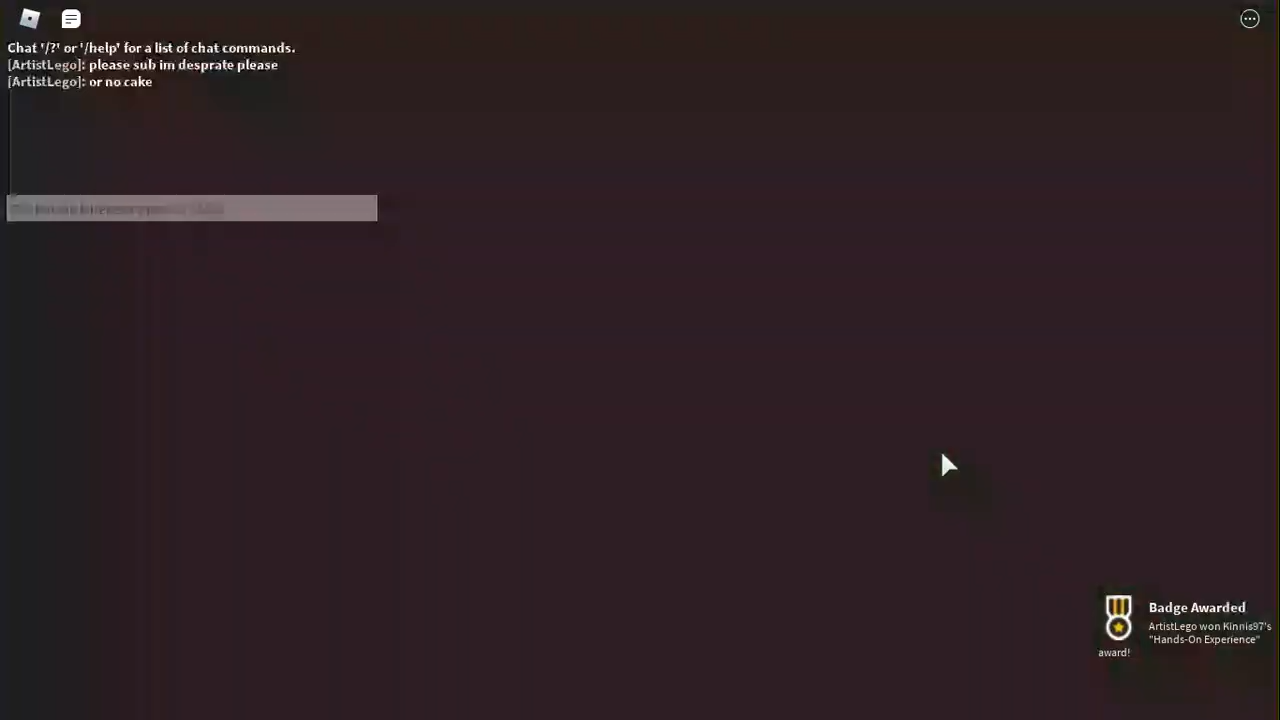 Chat '/?' or '/help' for a list of chat commands.
[ArtistLego]: please sub im desprate please
[ArtistLego]: or no cake
Badge Awarded
ArtistLego won Kinnis97's
"Hands-On Experience"
award!